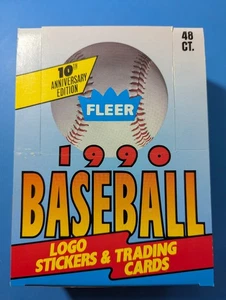 48
CT.
10TH
ANNIVERSARY
EDITION
FLEER
1990
BASEBALL
LOGO
STICKERS & TRADING
CARDS